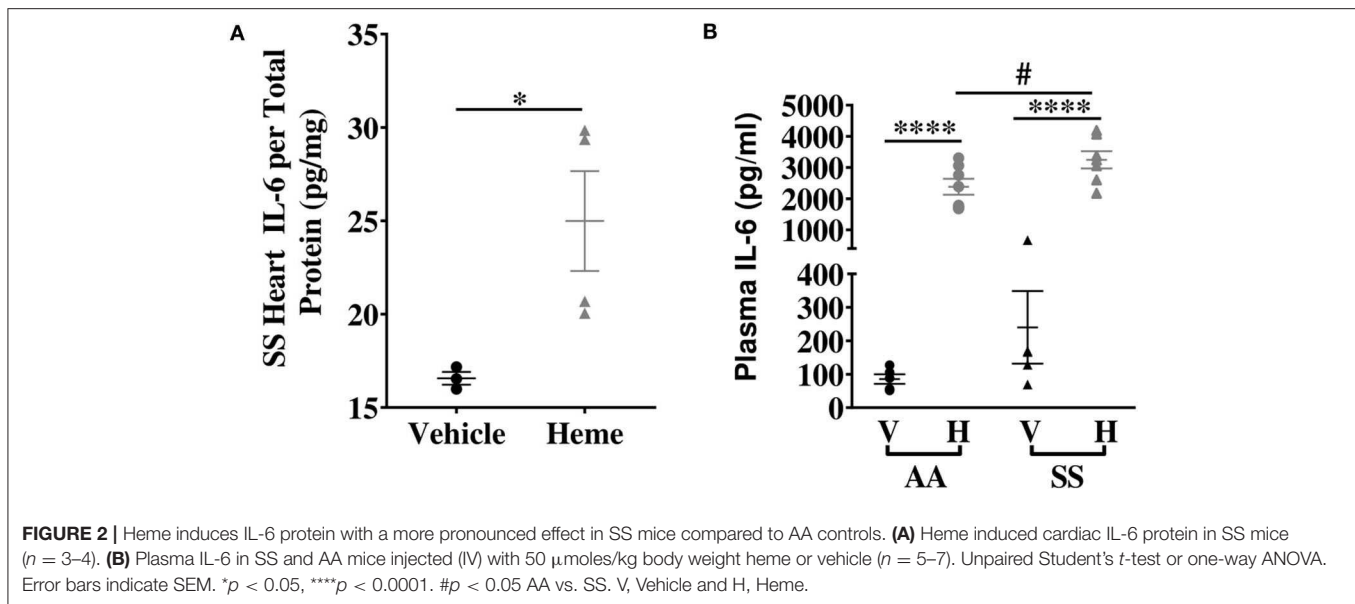 A
SS Heart IL-6 per Total
Protein (pg/mg)
35
30
25
20
15
*
Vehicle
Heme
B
Plasma IL-6 (pg/ml)
5000
4000
3000
2000
1000
400
300
200
100
0
#
****
****
V
H
V
H
AA
SS
FIGURE 2 | Heme induces IL-6 protein with a more pronounced effect in SS mice compared to AA controls. (A) Heme induced cardiac IL-6 protein in SS mice
(n = 3–4). (B) Plasma IL-6 in SS and AA mice injected (IV) with 50 μmoles/kg body weight heme or vehicle (n = 5–7). Unpaired Student's t-test or one-way ANOVA.
Error bars indicate SEM. *p < 0.05, ****p < 0.0001. #p < 0.05 AA vs. SS. V, Vehicle and H, Heme.